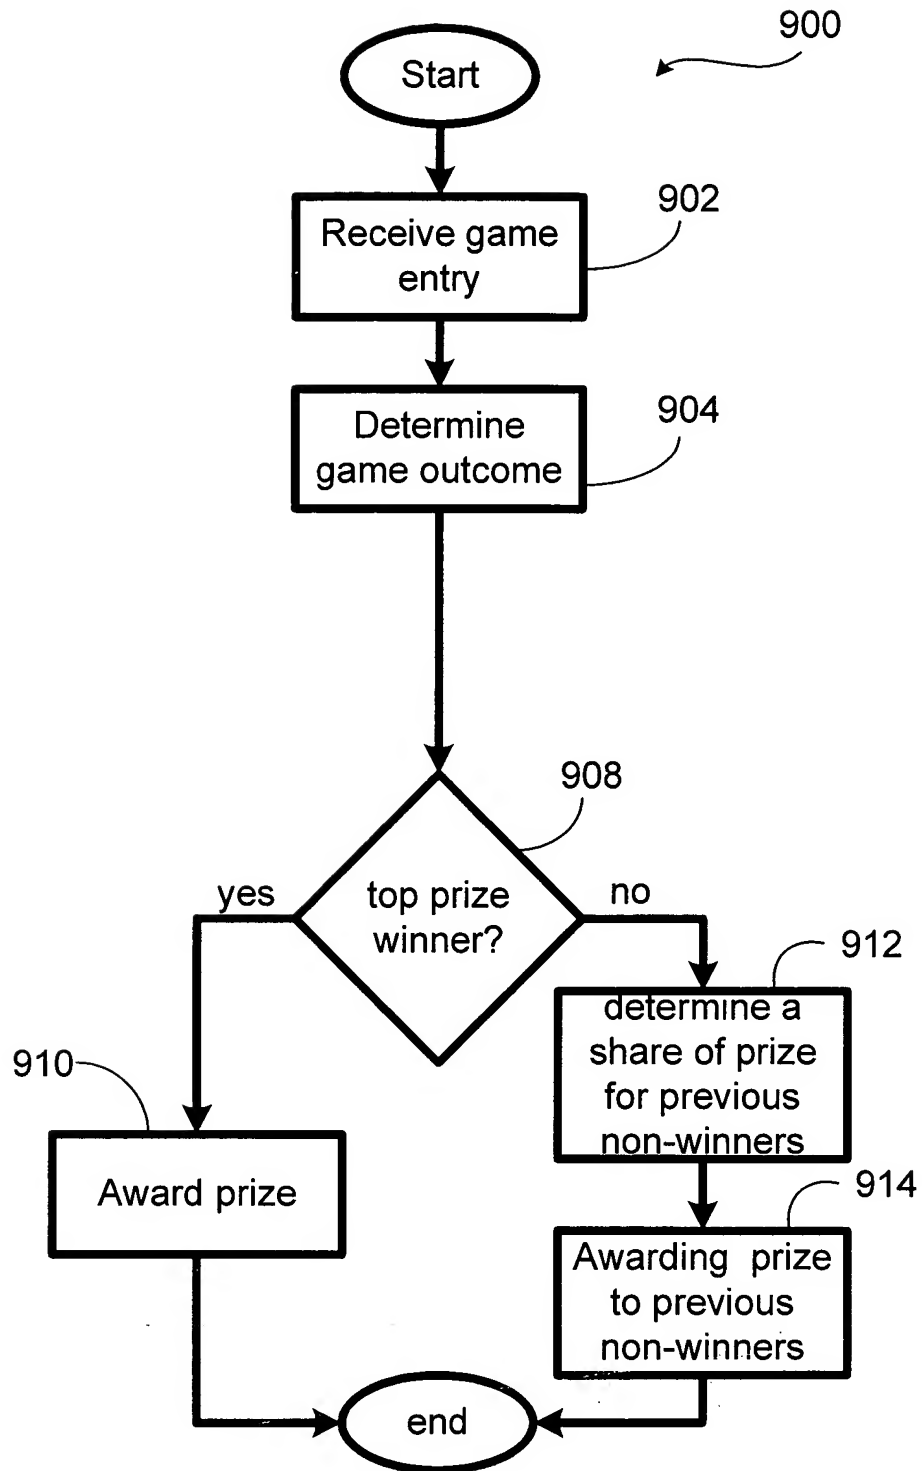 900
Start
902
Receive game
entry
904
Determine
game outcome
908
top prize
winner?
yes
no
912
determine a
share of prize
for previous
non-winners
910
Award prize
914
Awarding prize
to previous
non-winners
end